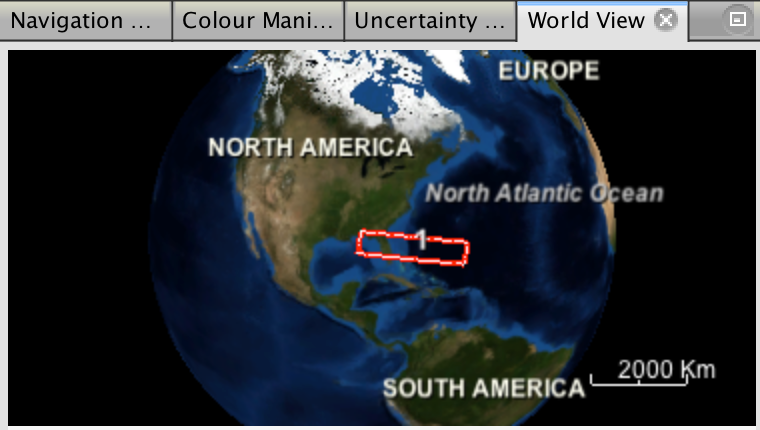 Navigation ... Colour Mani... Uncertainty ... World View
EUROPE
NORTH AMERICA
North Atlantic Ocean
1
2000 Km
SOUTH AMERICA